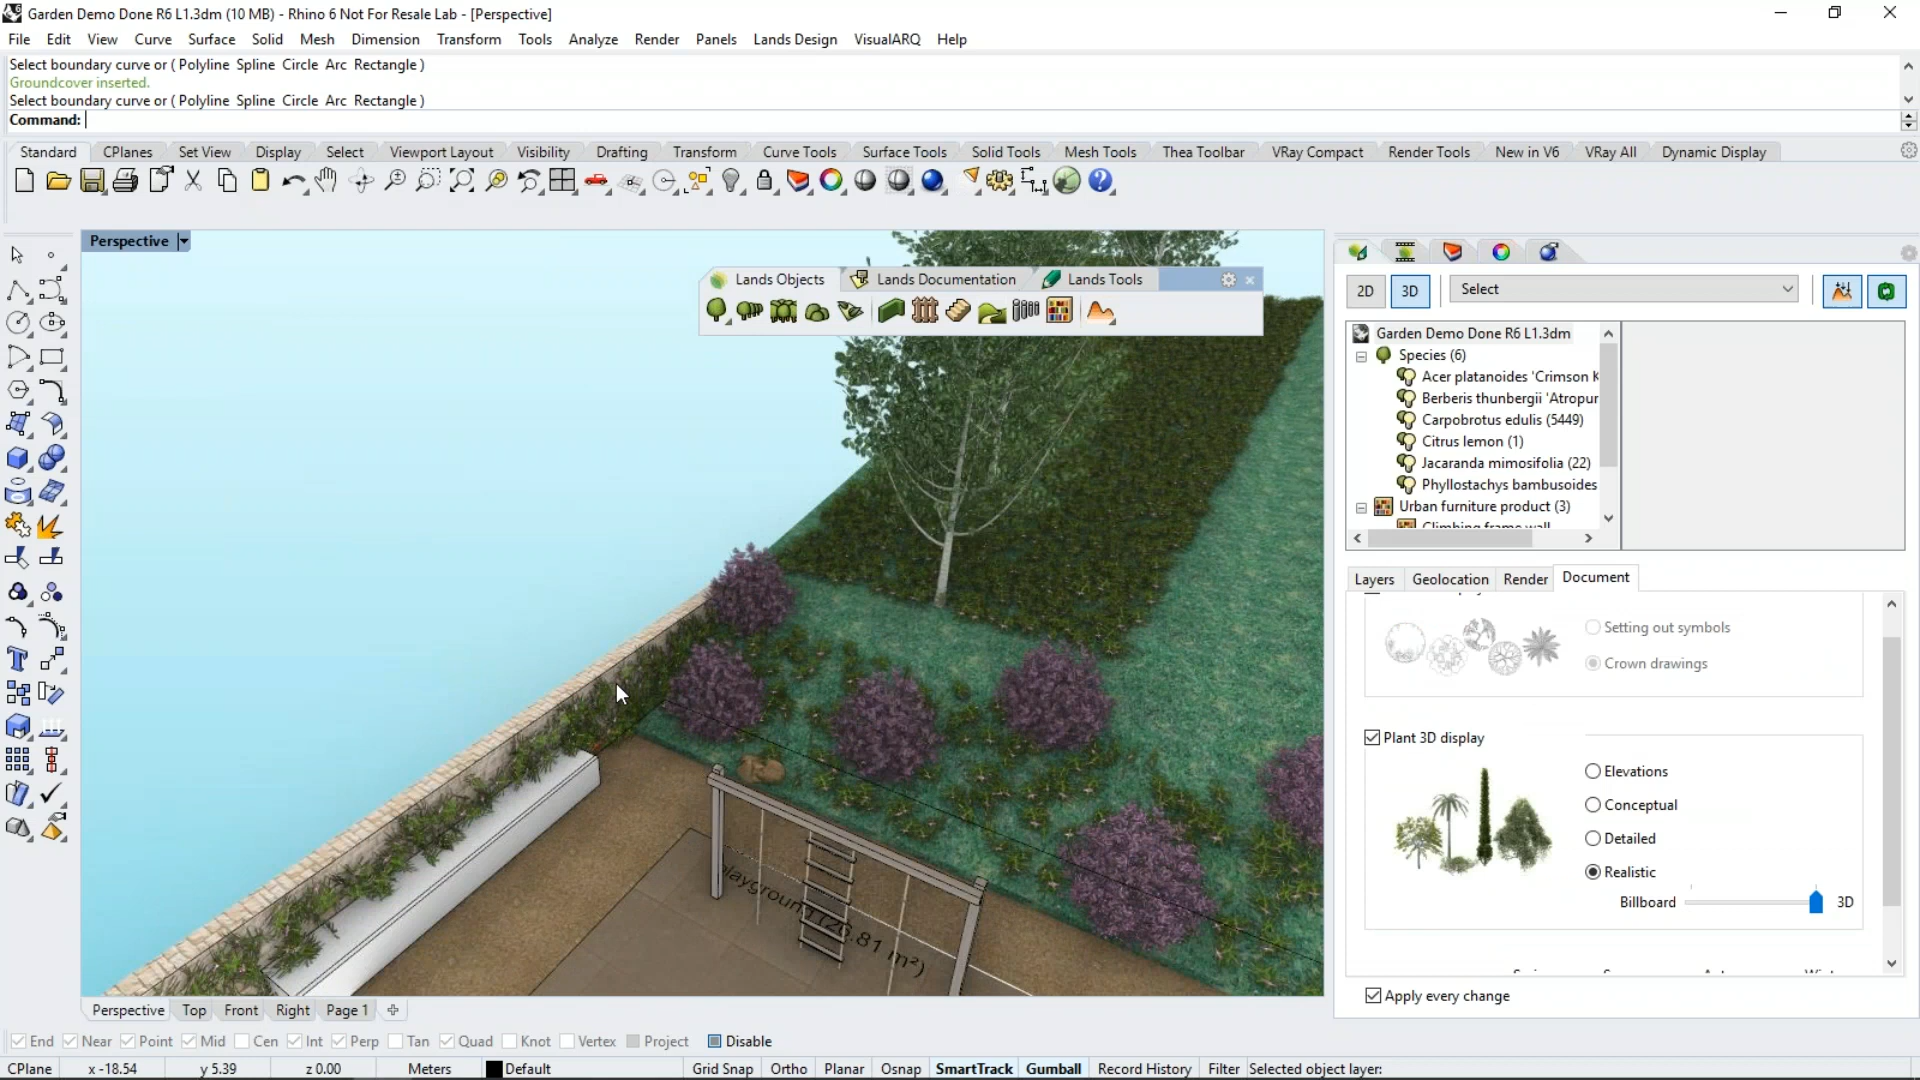 Garden Demo Done R6 L1.3dm (10 MB) - Rhino 6 Not For Resale Lab - [Perspective]
File Edit View Curve Surface Solid Mesh Dimension Transform Tools Analyze Render Panels Lands Design VisualARQ Help
Select boundary curve or ( Polyline Spline Circle Arc Rectangle )
Groundcover inserted.
Select boundary curve or ( Polyline Spline Circle Arc Rectangle )
Command:
Standard CPlanes Set View Display Select Viewport Layout Visibility Drafting Transform Curve Tools Surface Tools Solid Tools Mesh Tools Thea Toolbar VRay Compact Render Tools New in V6 VRay All Dynamic Display
Perspective
Lands Objects Lands Documentation Lands Tools
2D 3D Select
Garden Demo Done R6 L1.3dm
Species (6)
Acer platanoides 'Crimson K
Berberis thunbergii 'Atropur
Carpobrotus edulis (5449)
Citrus lemon (1)
Jacaranda mimosifolia (22)
Phyllostachys bambusoides
Urban furniture product (3)
Climbing frame wall
Layers Geolocation Render Document
Setting out symbols
Crown drawings
Plant 3D display
Elevations
Conceptual
Detailed
Realistic
Billboard 3D
Apply every change
playground (26.81 m²)
Perspective Top Front Right Page 1
End Near Point Mid Cen Int Perp Tan Quad Knot Vertex Project Disable
CPlane x -18.54 y 5.39 z 0.00 Meters Default Grid Snap Ortho Planar Osnap SmartTrack Gumball Record History Filter Selected object layer: